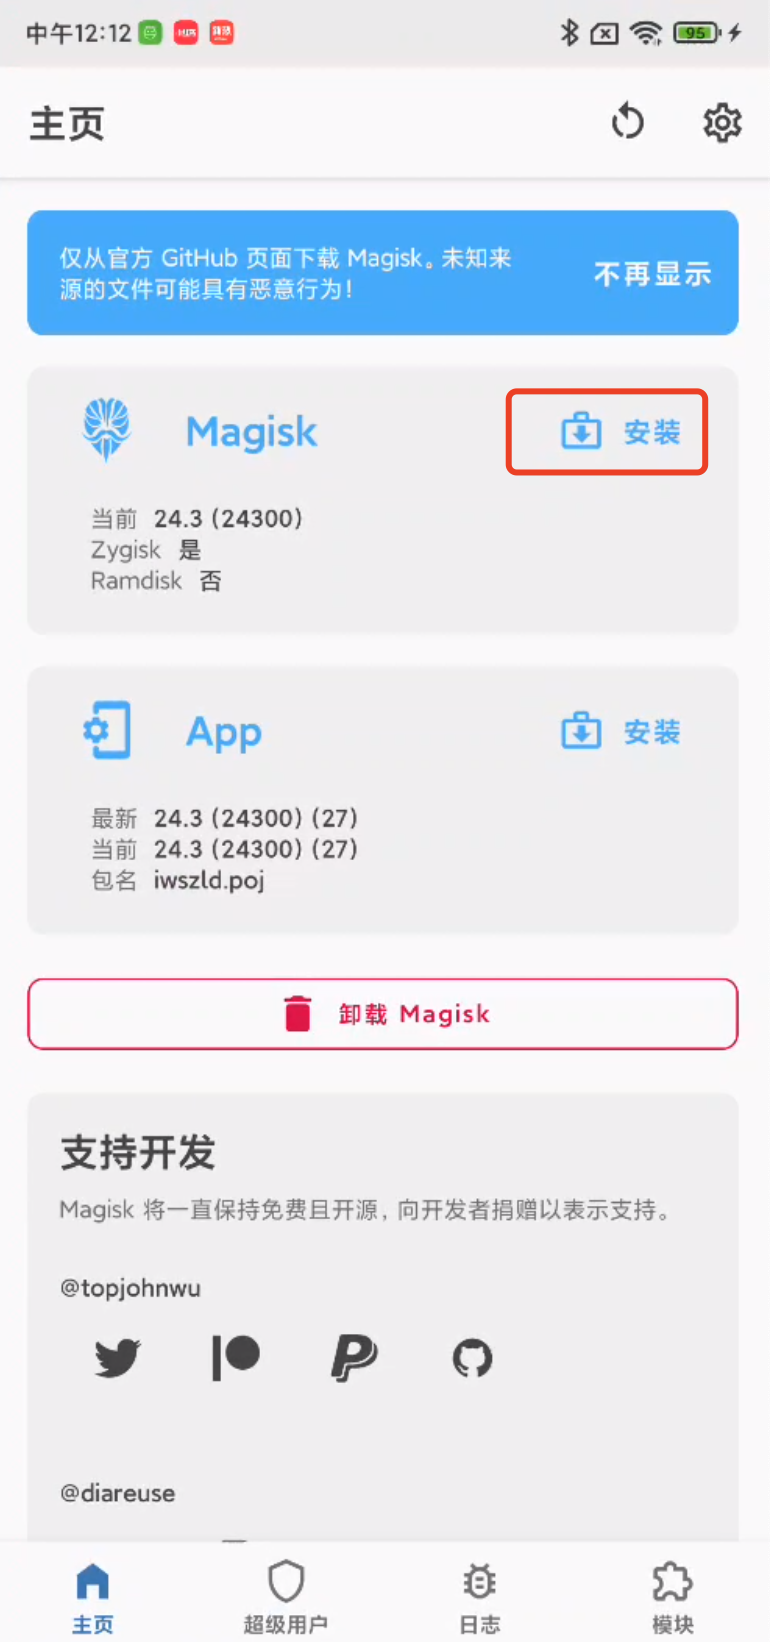 中午12:12
95
主页
仅从官方 GitHub 页面下载 Magisk。未知来
源的文件可能具有恶意行为！
不再显示
Magisk
安装
当前 24.3 (24300)
Zygisk 是
Ramdisk 否
App
安装
最新 24.3 (24300) (27)
当前 24.3 (24300) (27)
包名 iwszld.poj
卸载 Magisk
支持开发
Magisk 将一直保持免费且开源，向开发者捐赠以表示支持。
@topjohnwu
@diareuse
主页
超级用户
日志
模块